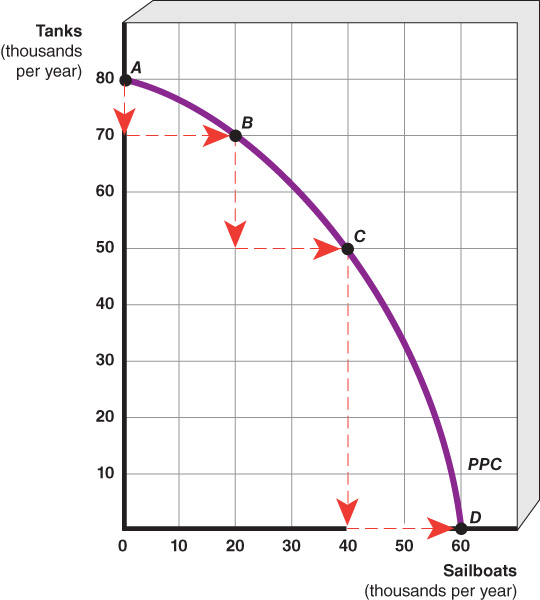 Tanks
(thousands
per year)
80
A
70
B
60
50
C
40
30
20
10
PPC
D
0 10 20 30 40 50 60
Sailboats
(thousands per year)